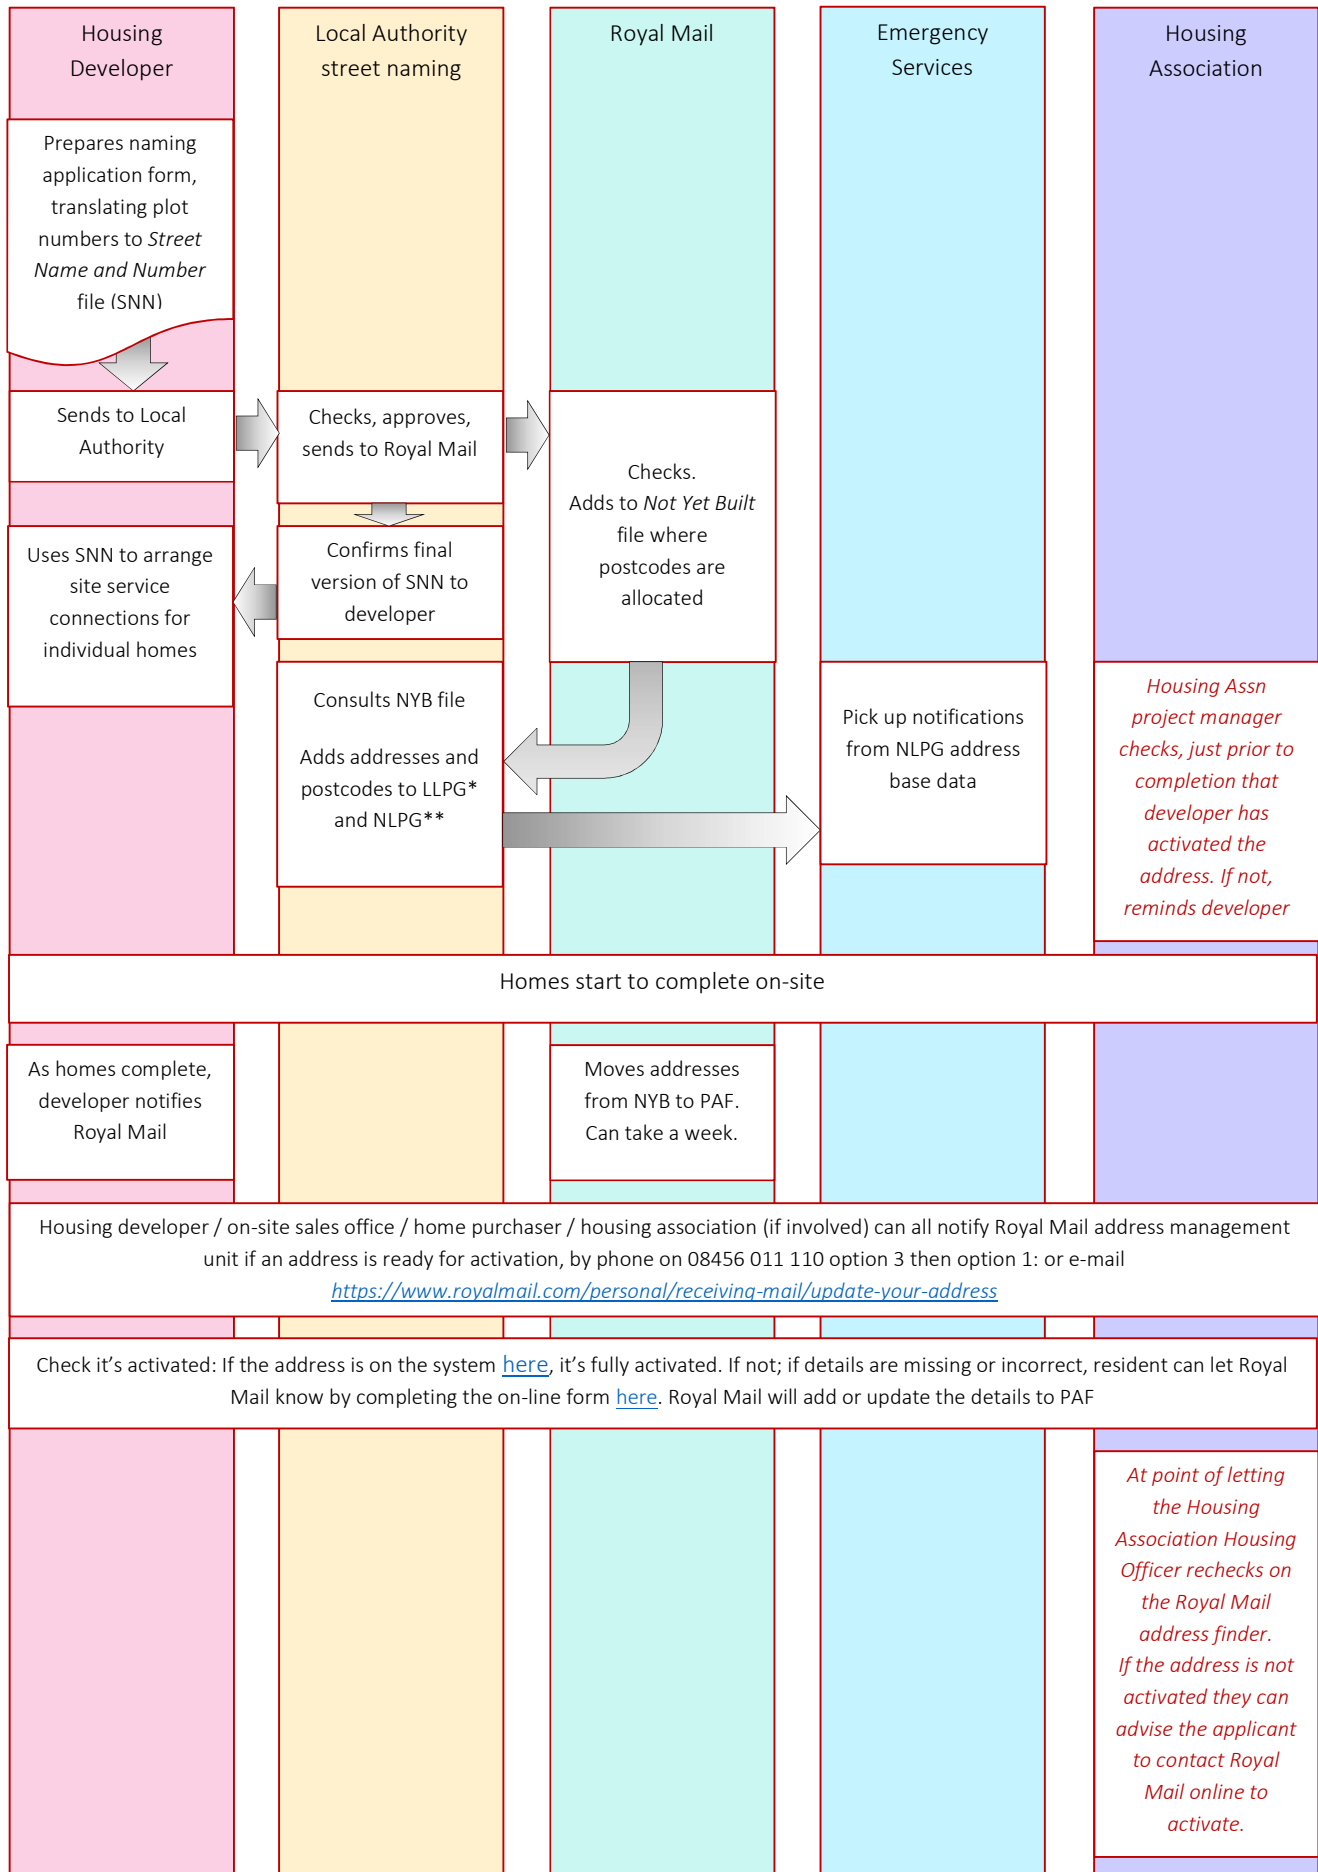 Housing
Developer
Local Authority
street naming
Royal Mail
Emergency
Services
Housing
Association
Prepares naming
application form,
translating plot
numbers to Street
Name and Number
file (SNN)
Sends to Local
Authority
Checks, approves,
sends to Royal Mail
Checks.
Adds to Not Yet Built
file where
postcodes are
allocated
Uses SNN to arrange
site service
connections for
individual homes
Confirms final
version of SNN to
developer
Consults NYB file
Adds addresses and
postcodes to LLPG*
and NLPG**
Pick up notifications
from NLPG address
base data
Housing Assn
project manager
checks, just prior to
completion that
developer has
activated the
address. If not,
reminds developer
Homes start to complete on-site
As homes complete,
developer notifies
Royal Mail
Moves addresses
from NYB to PAF.
Can take a week.
Housing developer / on-site sales office / home purchaser / housing association (if involved) can all notify Royal Mail address management
unit if an address is ready for activation, by phone on 08456 011 110 option 3 then option 1: or e-mail
https://www.royalmail.com/personal/receiving-mail/update-your-address
Check it’s activated: If the address is on the system here, it’s fully activated. If not; if details are missing or incorrect, resident can let Royal
Mail know by completing the on-line form here. Royal Mail will add or update the details to PAF
At point of letting
the Housing
Association Housing
Officer rechecks on
the Royal Mail
address finder.
If the address is not
activated they can
advise the applicant
to contact Royal
Mail online to
activate.